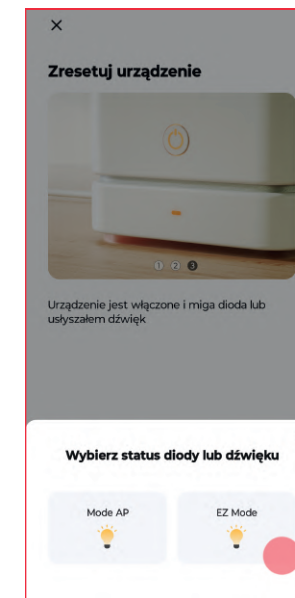 Zresetuj urządzenie
1 2 3
Urządzenie jest włączone i miga dioda lub
usłyszałem dźwięk
Wybierz status diody lub dźwięku
Mode AP
EZ Mode